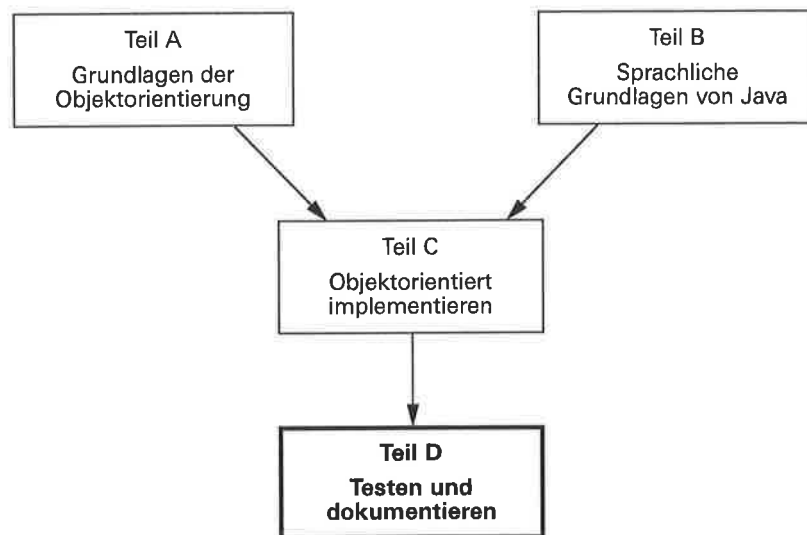 Teil A
Grundlagen der
Objektorientierung
Teil B
Sprachliche
Grundlagen von Java
Teil C
Objektorientiert
implementieren
Teil D
Testen und
dokumentieren